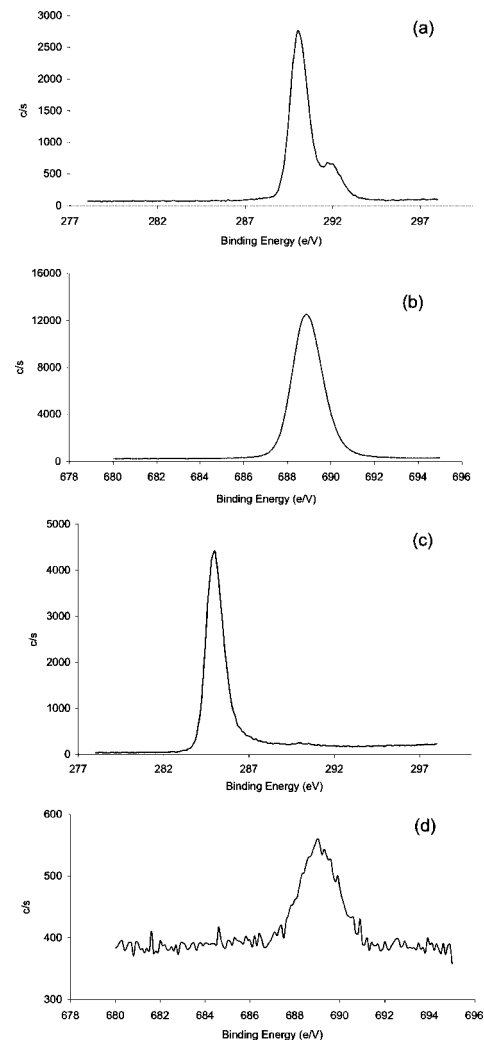 (a)
3000
2500
2000
1500
1000
500
0
c/s
277 282 287 292 297
Binding Energy (e/V)
(b)
16000
12000
8000
4000
0
c/s
678 680 682 684 686 688 690 692 694 696
Binding Energy (e/V)
(c)
5000
4000
3000
2000
1000
0
c/s
277 282 287 292 297
Binding Energy (eV)
(d)
600
500
400
300
c/s
678 680 682 684 686 688 690 692 694 696
Binding Energy (eV)